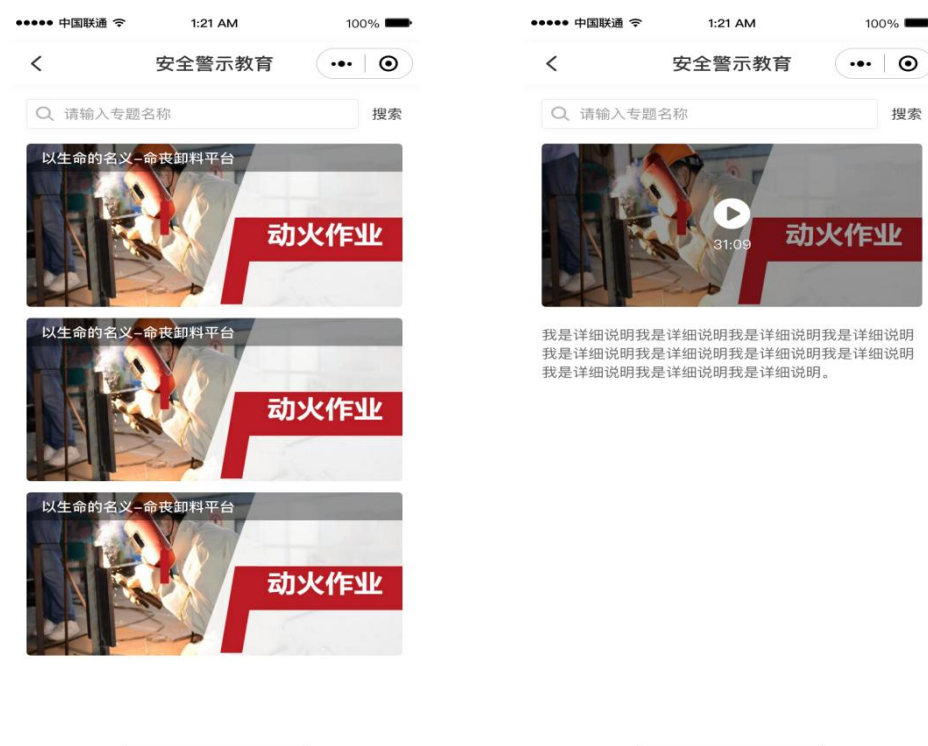 中国联通 1:21 AM 100%
安全警示教育
请输入专题名称 搜索
以生命的名义-命丧卸料平台
动火作业
以生命的名义-命丧卸料平台
动火作业
以生命的名义-命丧卸料平台
动火作业
中国联通 1:21 AM 100%
安全警示教育
请输入专题名称 搜索
动火作业
31:09
我是详细说明我是详细说明我是详细说明我是详细说明
我是详细说明我是详细说明我是详细说明我是详细说明
我是详细说明我是详细说明我是详细说明。